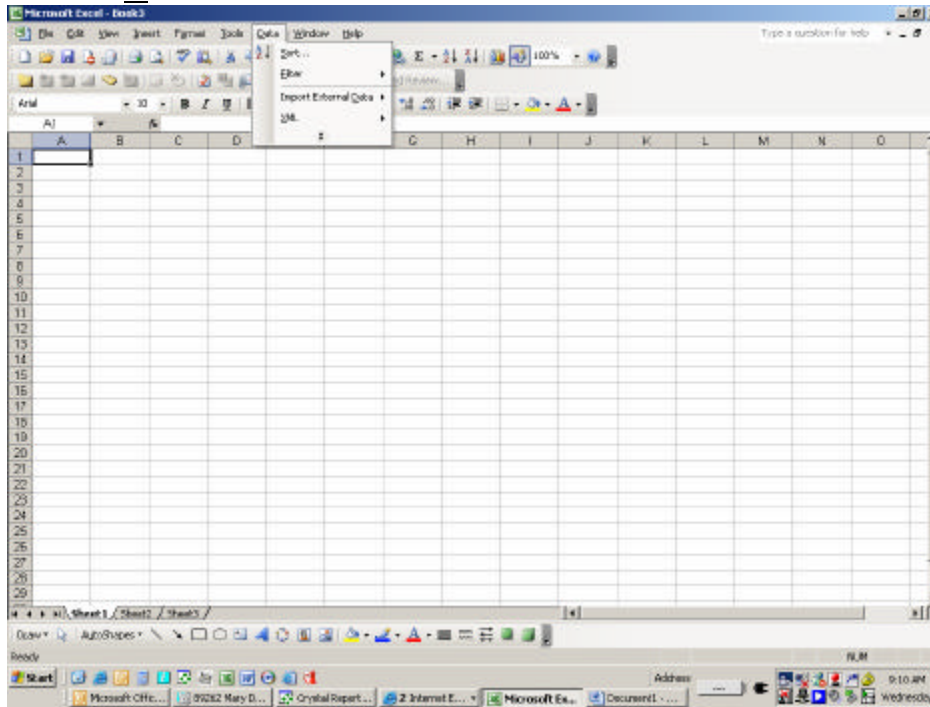 Microsoft Excel - Book3
File Edit View Insert Format Tools Data Window Help Type a question for help
100%
Arial 10 B I U A
A1 fx
Sort...
Filter
Import External Data
XML
A B C D G H I J K L M N O
1
2
3
4
5
6
7
8
9
10
11
12
13
14
15
16
17
18
19
20
21
22
23
24
25
26
27
28
29
Sheet1 / Sheet2 / Sheet3 /
Draw AutoShapes
Ready NUM
Start Address 9:10 AM
Microsoft Offic... 89262 Mary D... Crystal Report... 2 Internet E... Microsoft Ex... Document1 - ... Wednesday